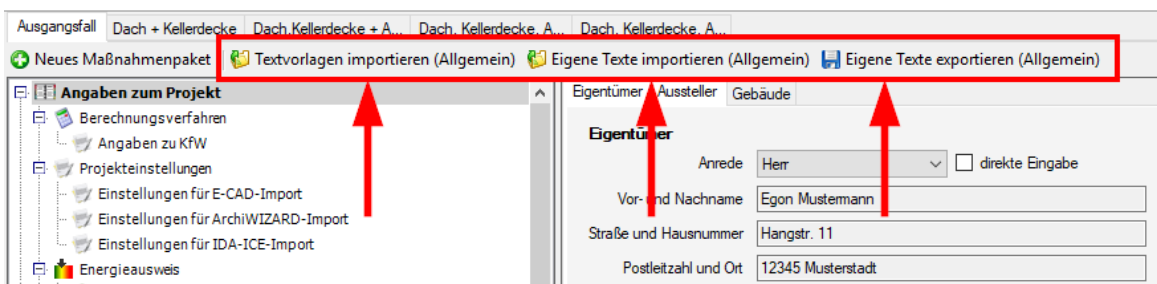 Ausgangsfall Dach + Kellerdecke Dach,Kellerdecke + A... Dach, Kellerdecke, A... Dach, Kellerdecke, A...
Neues Maßnahmenpaket Textvorlagen importieren (Allgemein) Eigene Texte importieren (Allgemein) Eigene Texte exportieren (Allgemein)
Angaben zum Projekt
Berechnungsverfahren
Angaben zu KfW
Projekteinstellungen
Einstellungen für E-CAD-Import
Einstellungen für ArchiWIZARD-Import
Einstellungen für IDA-ICE-Import
Energieausweis
Eigentümer Aussteller Gebäude
Eigentümer
Anrede Herr direkte Eingabe
Vor- und Nachname Egon Mustermann
Straße und Hausnummer Hangstr. 11
Postleitzahl und Ort 12345 Musterstadt